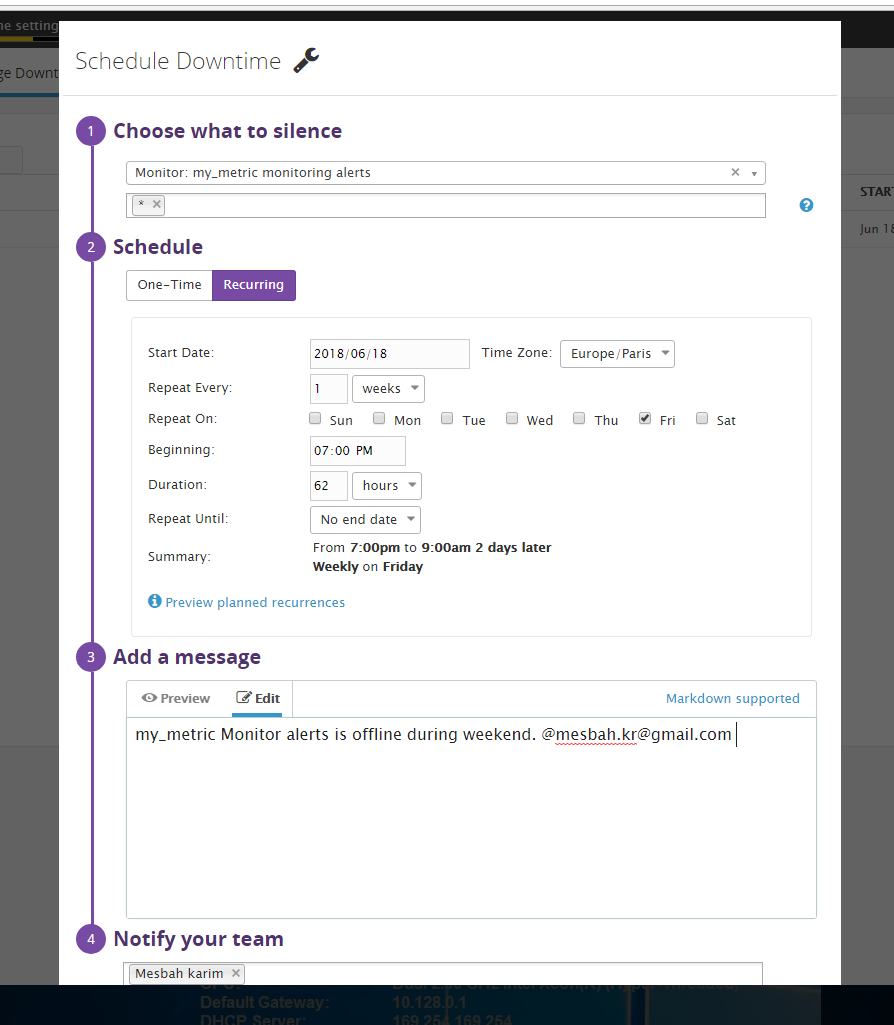 ne setting
Schedule Downtime
ge Downt
1 Choose what to silence
Monitor: my_metric monitoring alerts ×
* ×
STAR
2 Schedule
Jun 18
One-Time Recurring
Start Date: 2018/06/18 Time Zone: Europe/Paris
Repeat Every: 1 weeks
Repeat On: Sun Mon Tue Wed Thu Fri Sat
Beginning: 07:00 PM
Duration: 62 hours
Repeat Until: No end date
Summary: From 7:00pm to 9:00am 2 days later
Weekly on Friday
Preview planned recurrences
3 Add a message
Preview Edit Markdown supported
my_metric Monitor alerts is offline during weekend. @mesbah.kr@gmail.com
4 Notify your team
Mesbah karim ×
Default Gateway: 10.128.0.1
DHCP Server: 169.254.169.254